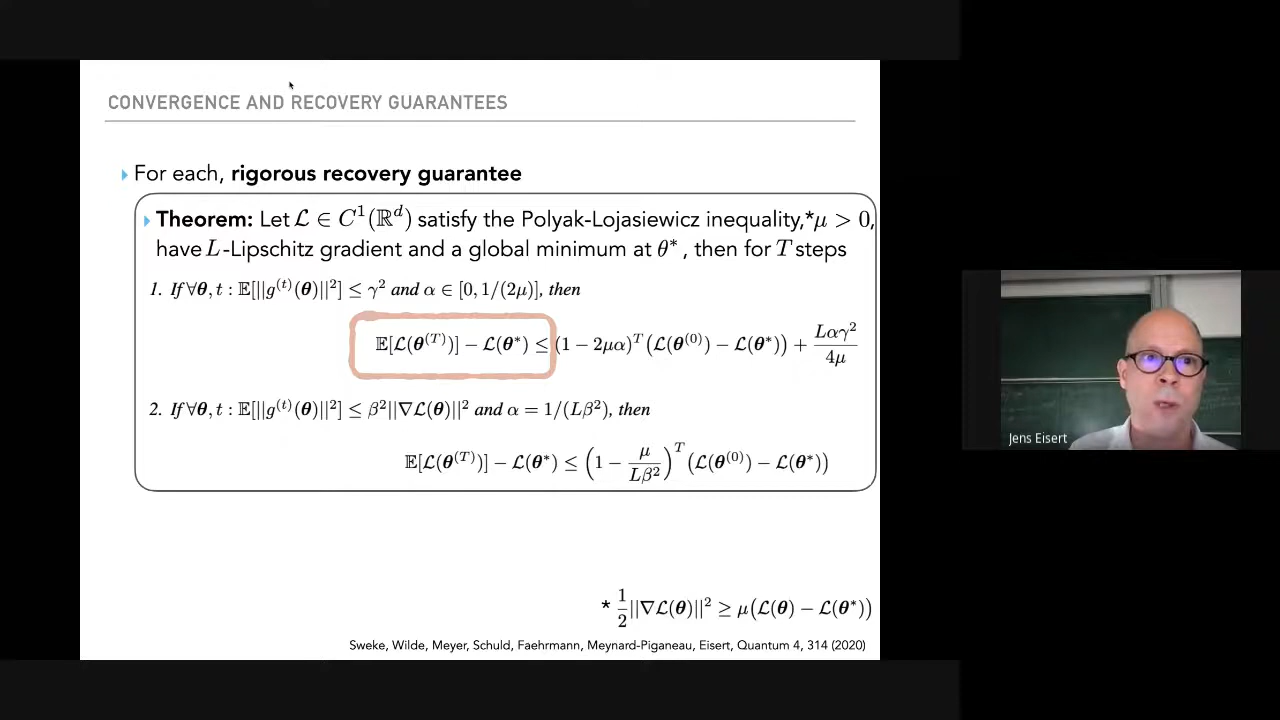 CONVERGENCE AND RECOVERY GUARANTEES
For each, rigorous recovery guarantee
Theorem: Let ℒ ∈ C¹(ℝᵈ) satisfy the Polyak-Lojasiewicz inequality,*μ > 0,
have L-Lipschitz gradient and a global minimum at θ*, then for T steps
1. If ∀θ, t : 𝔼[||g⁽ᵗ⁾(θ)||²] ≤ γ² and α ∈ [0, 1/(2μ)], then
𝔼[ℒ(θ⁽ᵀ⁾)] − ℒ(θ*) ≤ (1 − 2μα)ᵀ(ℒ(θ⁽⁰⁾) − ℒ(θ*)) + Lαγ²/4μ
2. If ∀θ, t : 𝔼[||g⁽ᵗ⁾(θ)||²] ≤ β²||∇ℒ(θ)||² and α = 1/(Lβ²), then
𝔼[ℒ(θ⁽ᵀ⁾)] − ℒ(θ*) ≤ (1 − μ/Lβ²)ᵀ(ℒ(θ⁽⁰⁾) − ℒ(θ*))
* 1/2||∇ℒ(θ)||² ≥ μ(ℒ(θ) − ℒ(θ*))
Sweke, Wilde, Meyer, Schuld, Faehrmann, Meynard-Piganeau, Eisert, Quantum 4, 314 (2020)
Jens Eisert